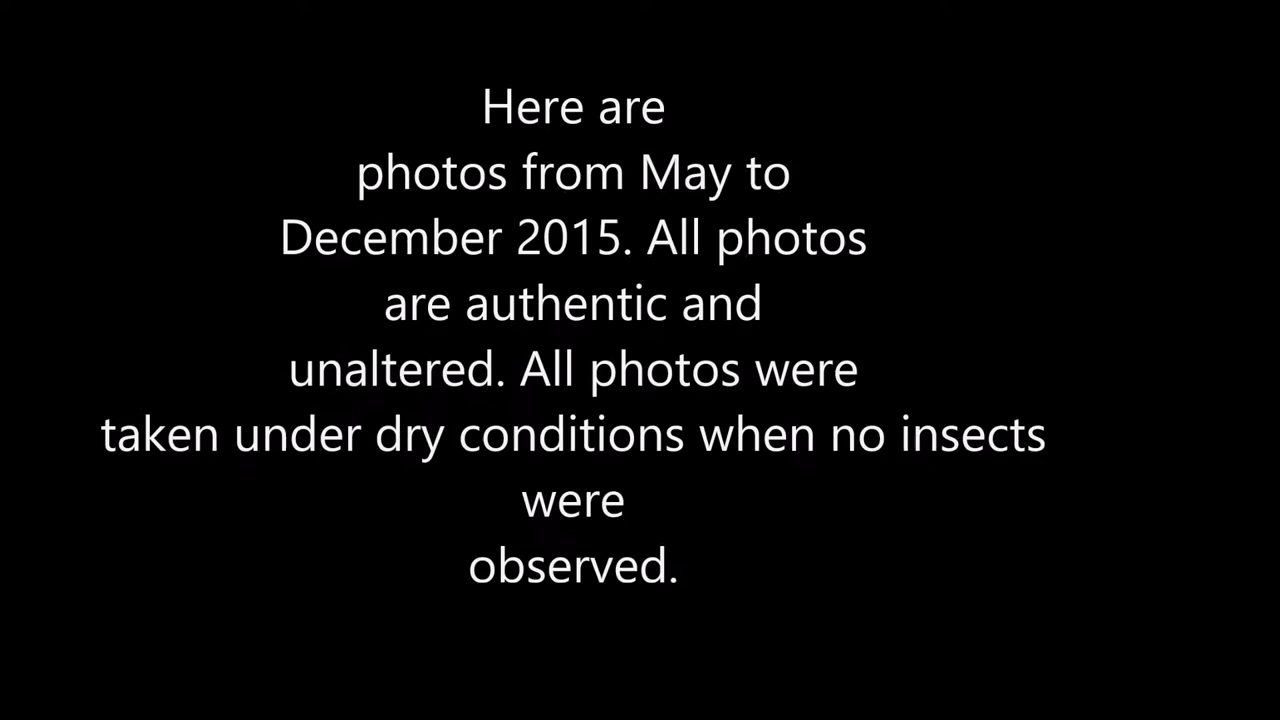 Here are
photos from May to
December 2015. All photos
are authentic and
unaltered. All photos were
taken under dry conditions when no insects
were
observed.